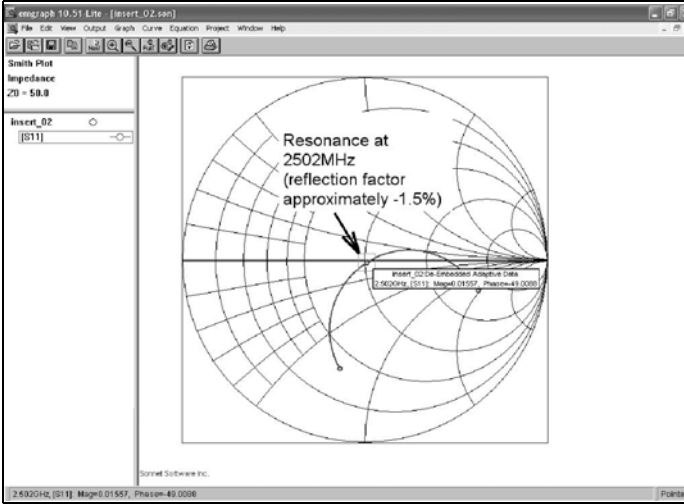 emgraph 10.51 Lite - [insert_02.son]
File Edit View Output Graph Curve Equation Project Window Help
Smith Plot
Impedance
Z0 = 50.0
insert_02
[S11]
Resonance at
2502MHz
(reflection factor
approximately -1.5%)
insert_02:De-Embedded Adaptive Data
2.502GHz, [S11]: Mag=0.01557, Phase=-49.0088
Sonnet Software Inc.
2.502GHz, [S11]: Mag=0.01557, Phase=-49.0088
Pointe